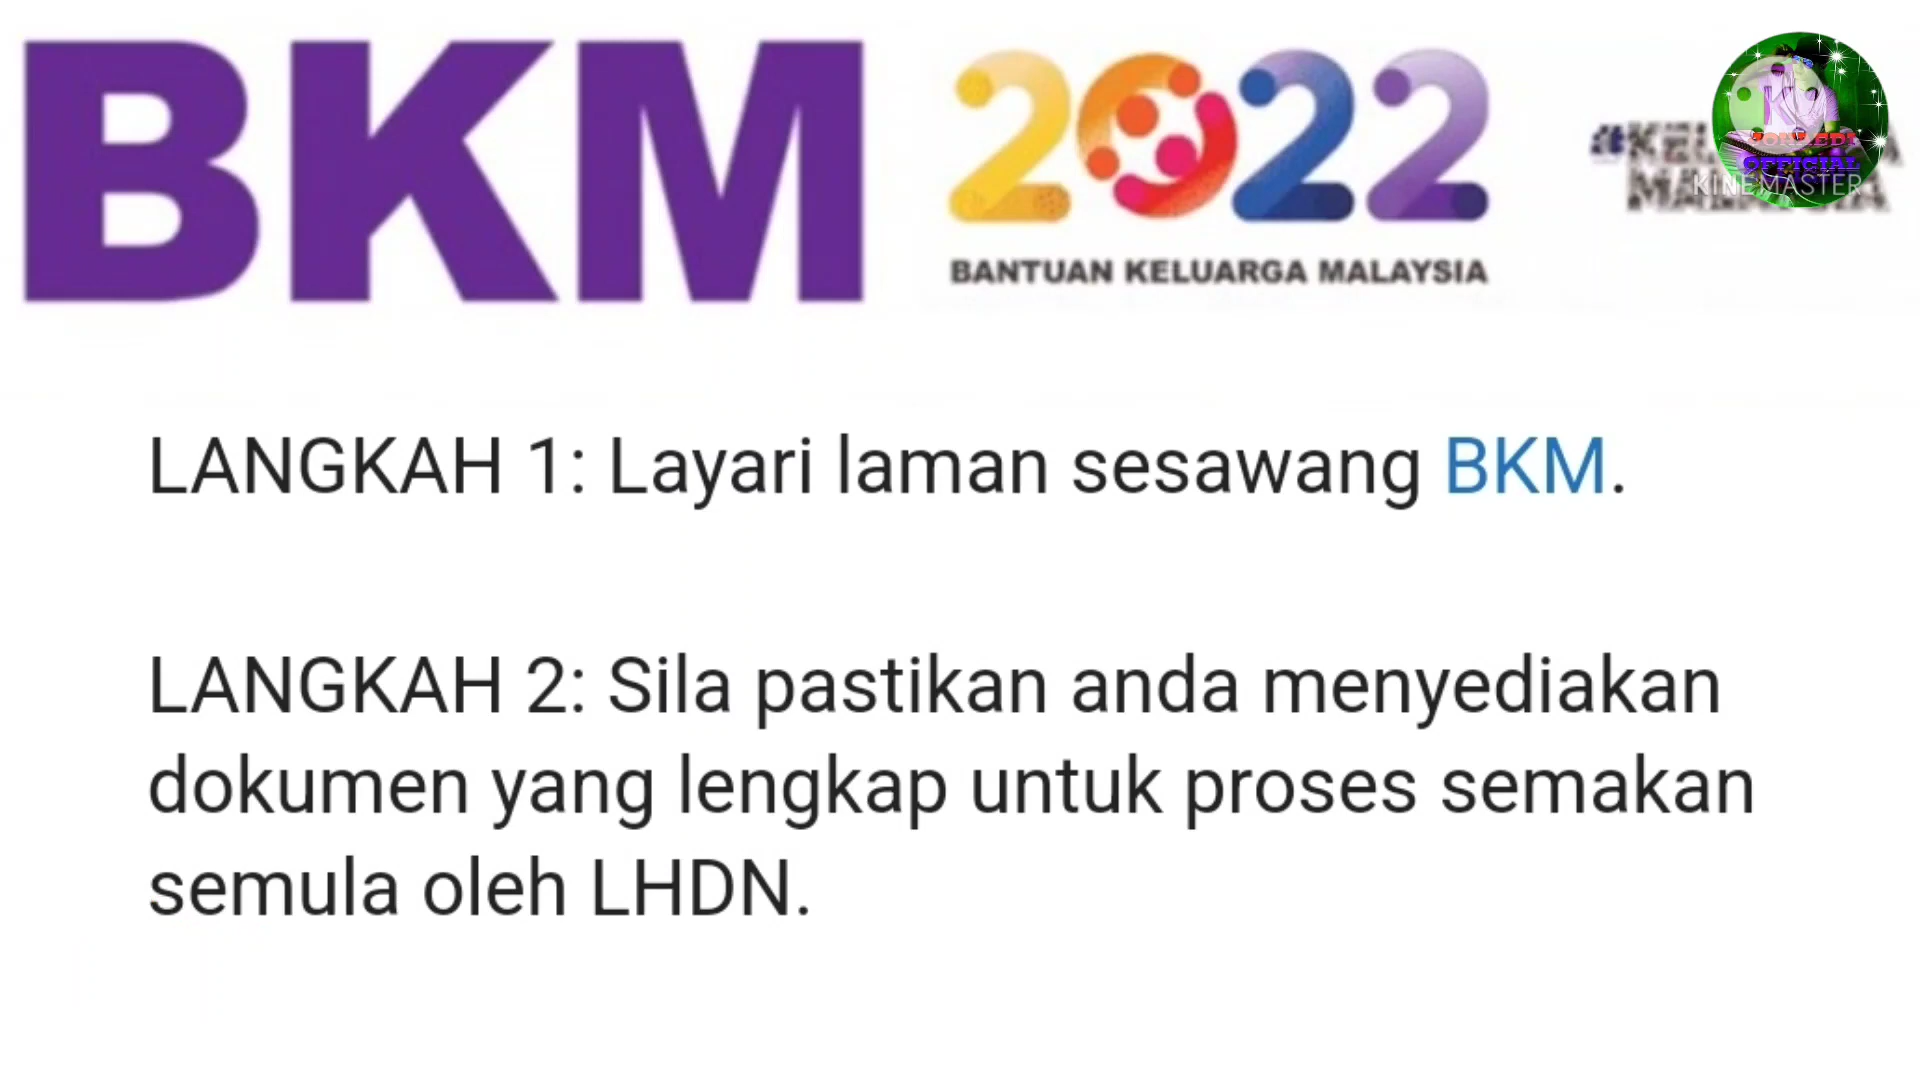 BKM
2022
BANTUAN KELUARGA MALAYSIA
OFFICIAL
KINEMASTER
LANGKAH 1: Layari laman sesawang BKM.
LANGKAH 2: Sila pastikan anda menyediakan
dokumen yang lengkap untuk proses semakan
semula oleh LHDN.